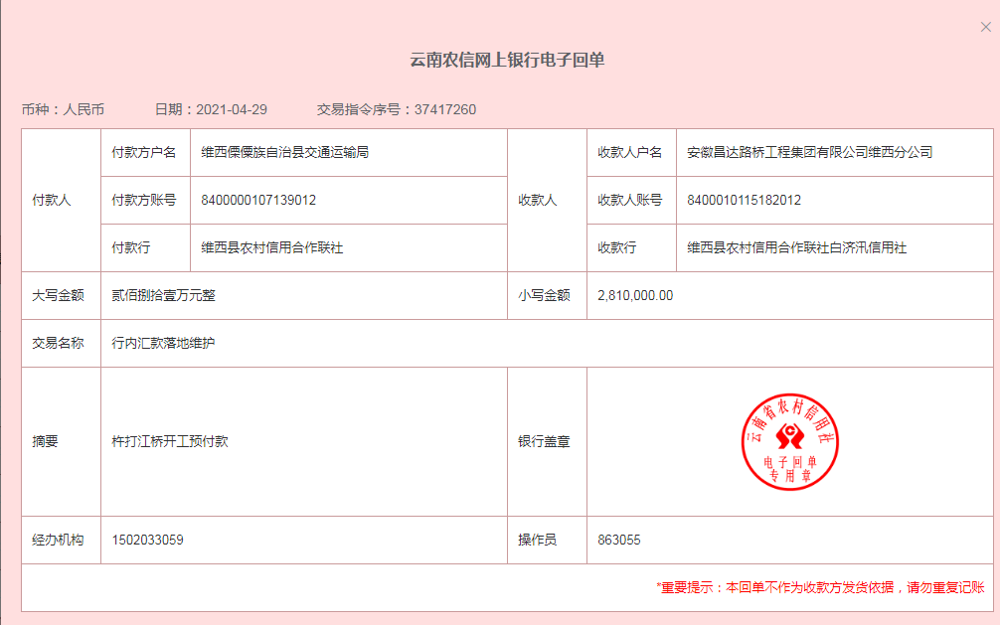 云南农信网上银行电子回单
币种：人民币 日期：2021-04-29 交易指令序号：37417260
付款人 付款方户名 维西傈僳族自治县交通运输局 收款人 收款人户名 安徽昌达路桥工程集团有限公司维西分公司
付款方账号 8400000107139012 收款人账号 8400010115182012
付款行 维西县农村信用合作联社 收款行 维西县农村信用合作联社白济汛信用社
大写金额 贰佰捌拾壹万元整 小写金额 2,810,000.00
交易名称 行内汇款落地维护
摘要 杵打江桥开工预付款 银行盖章
云南省农村信用社
电子回单
专用章
经办机构 1502033059 操作员 863055
*重要提示：本回单不作为收款方发货依据，请勿重复记账